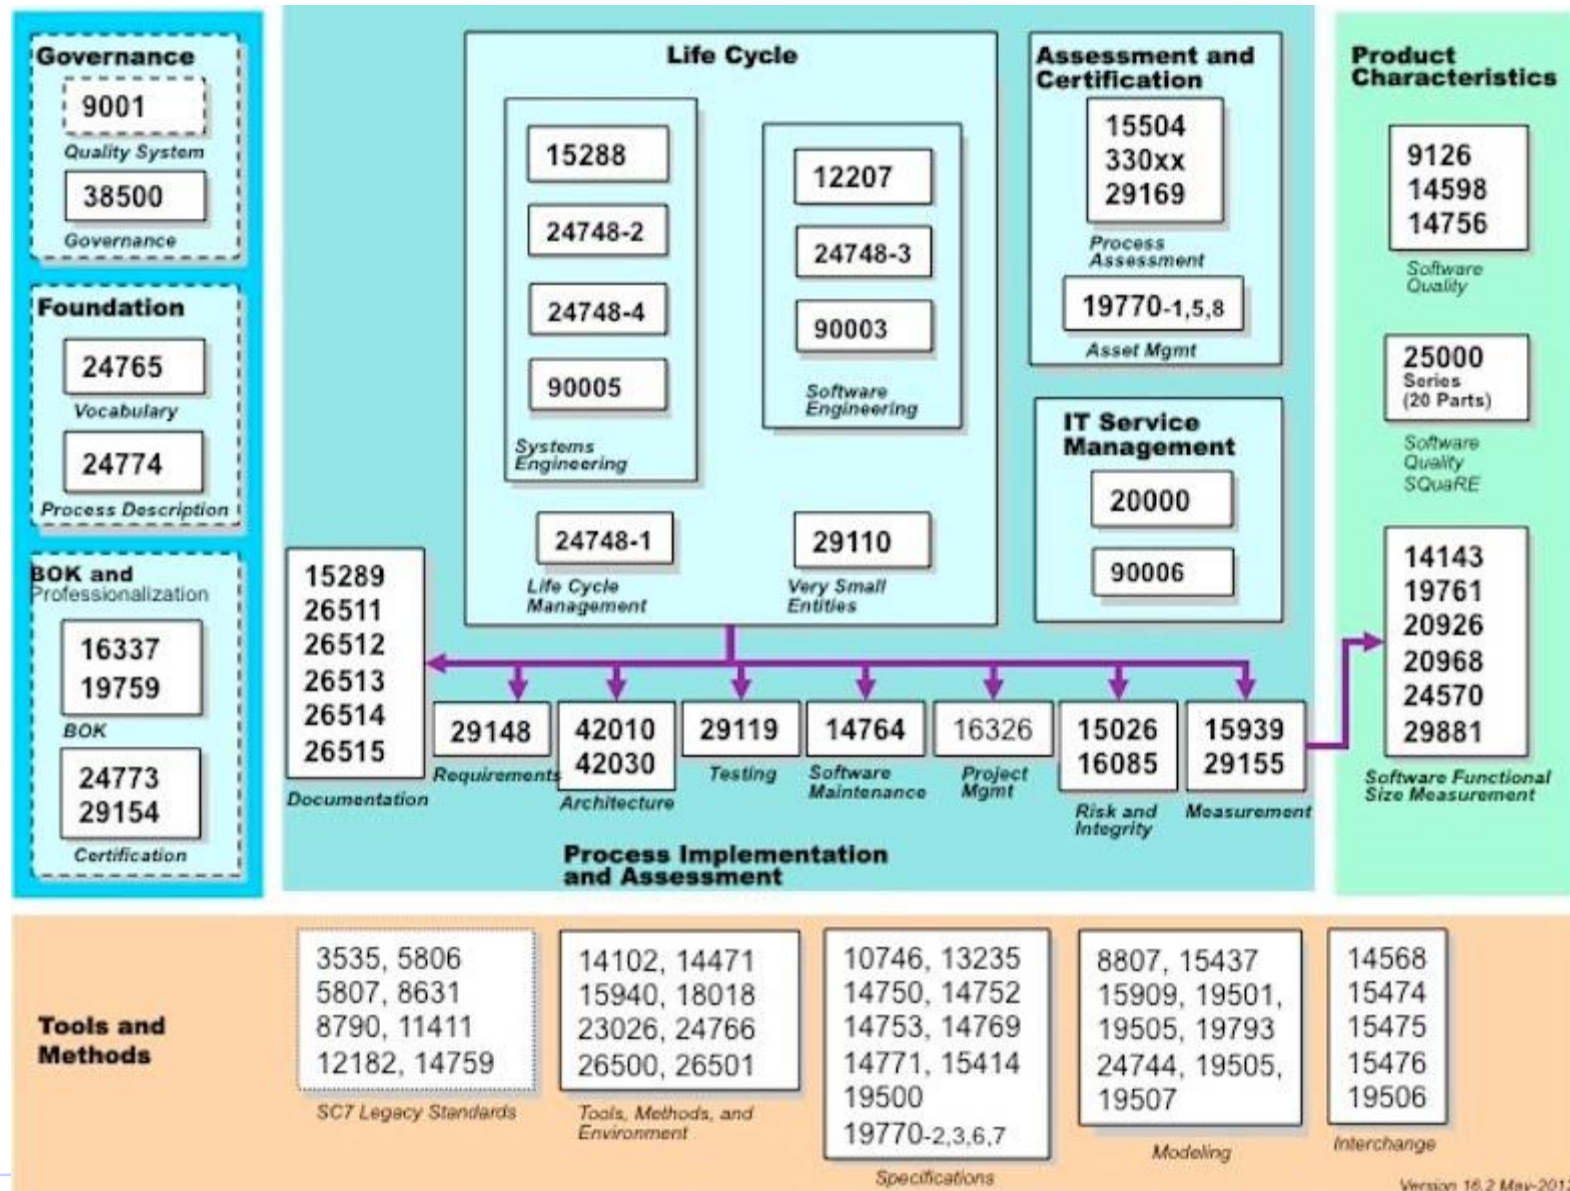 Governance
9001
Quality System
38500
Governance
Foundation
24765
Vocabulary
24774
Process Description
BOK and
Professionalization
16337
19759
BOK
24773
29154
Certification
Life Cycle
15288
24748-2
24748-4
90005
Systems
Engineering
12207
24748-3
90003
Software
Engineering
24748-1
Life Cycle
Management
29110
Very Small
Entities
Assessment and
Certification
15504
330xx
29169
Process
Assessment
19770-1,5,8
Asset Mgmt
IT Service
Management
20000
90006
15289
26511
26512
26513
26514
26515
Documentation
29148
Requirements
42010
42030
Architecture
29119
Testing
14764
Software
Maintenance
16326
Project
Mgmt
15026
16085
Risk and
Integrity
15939
29155
Measurement
Process Implementation
and Assessment
Product
Characteristics
9126
14598
14756
Software
Quality
25000
Series
(20 Parts)
Software
Quality
SQuaRE
14143
19761
20926
20968
24570
29881
Software Functional
Size Measurement
Tools and
Methods
3535, 5806
5807, 8631
8790, 11411
12182, 14759
SC7 Legacy Standards
14102, 14471
15940, 18018
23026, 24766
26500, 26501
Tools, Methods, and
Environment
10746, 13235
14750, 14752
14753, 14769
14771, 15414
19500
19770-2,3,6,7
Specifications
8807, 15437
15909, 19501,
19505, 19793
24744, 19505,
19507
Modeling
14568
15474
15475
15476
19506
Interchange
Version 16.2 May-2012